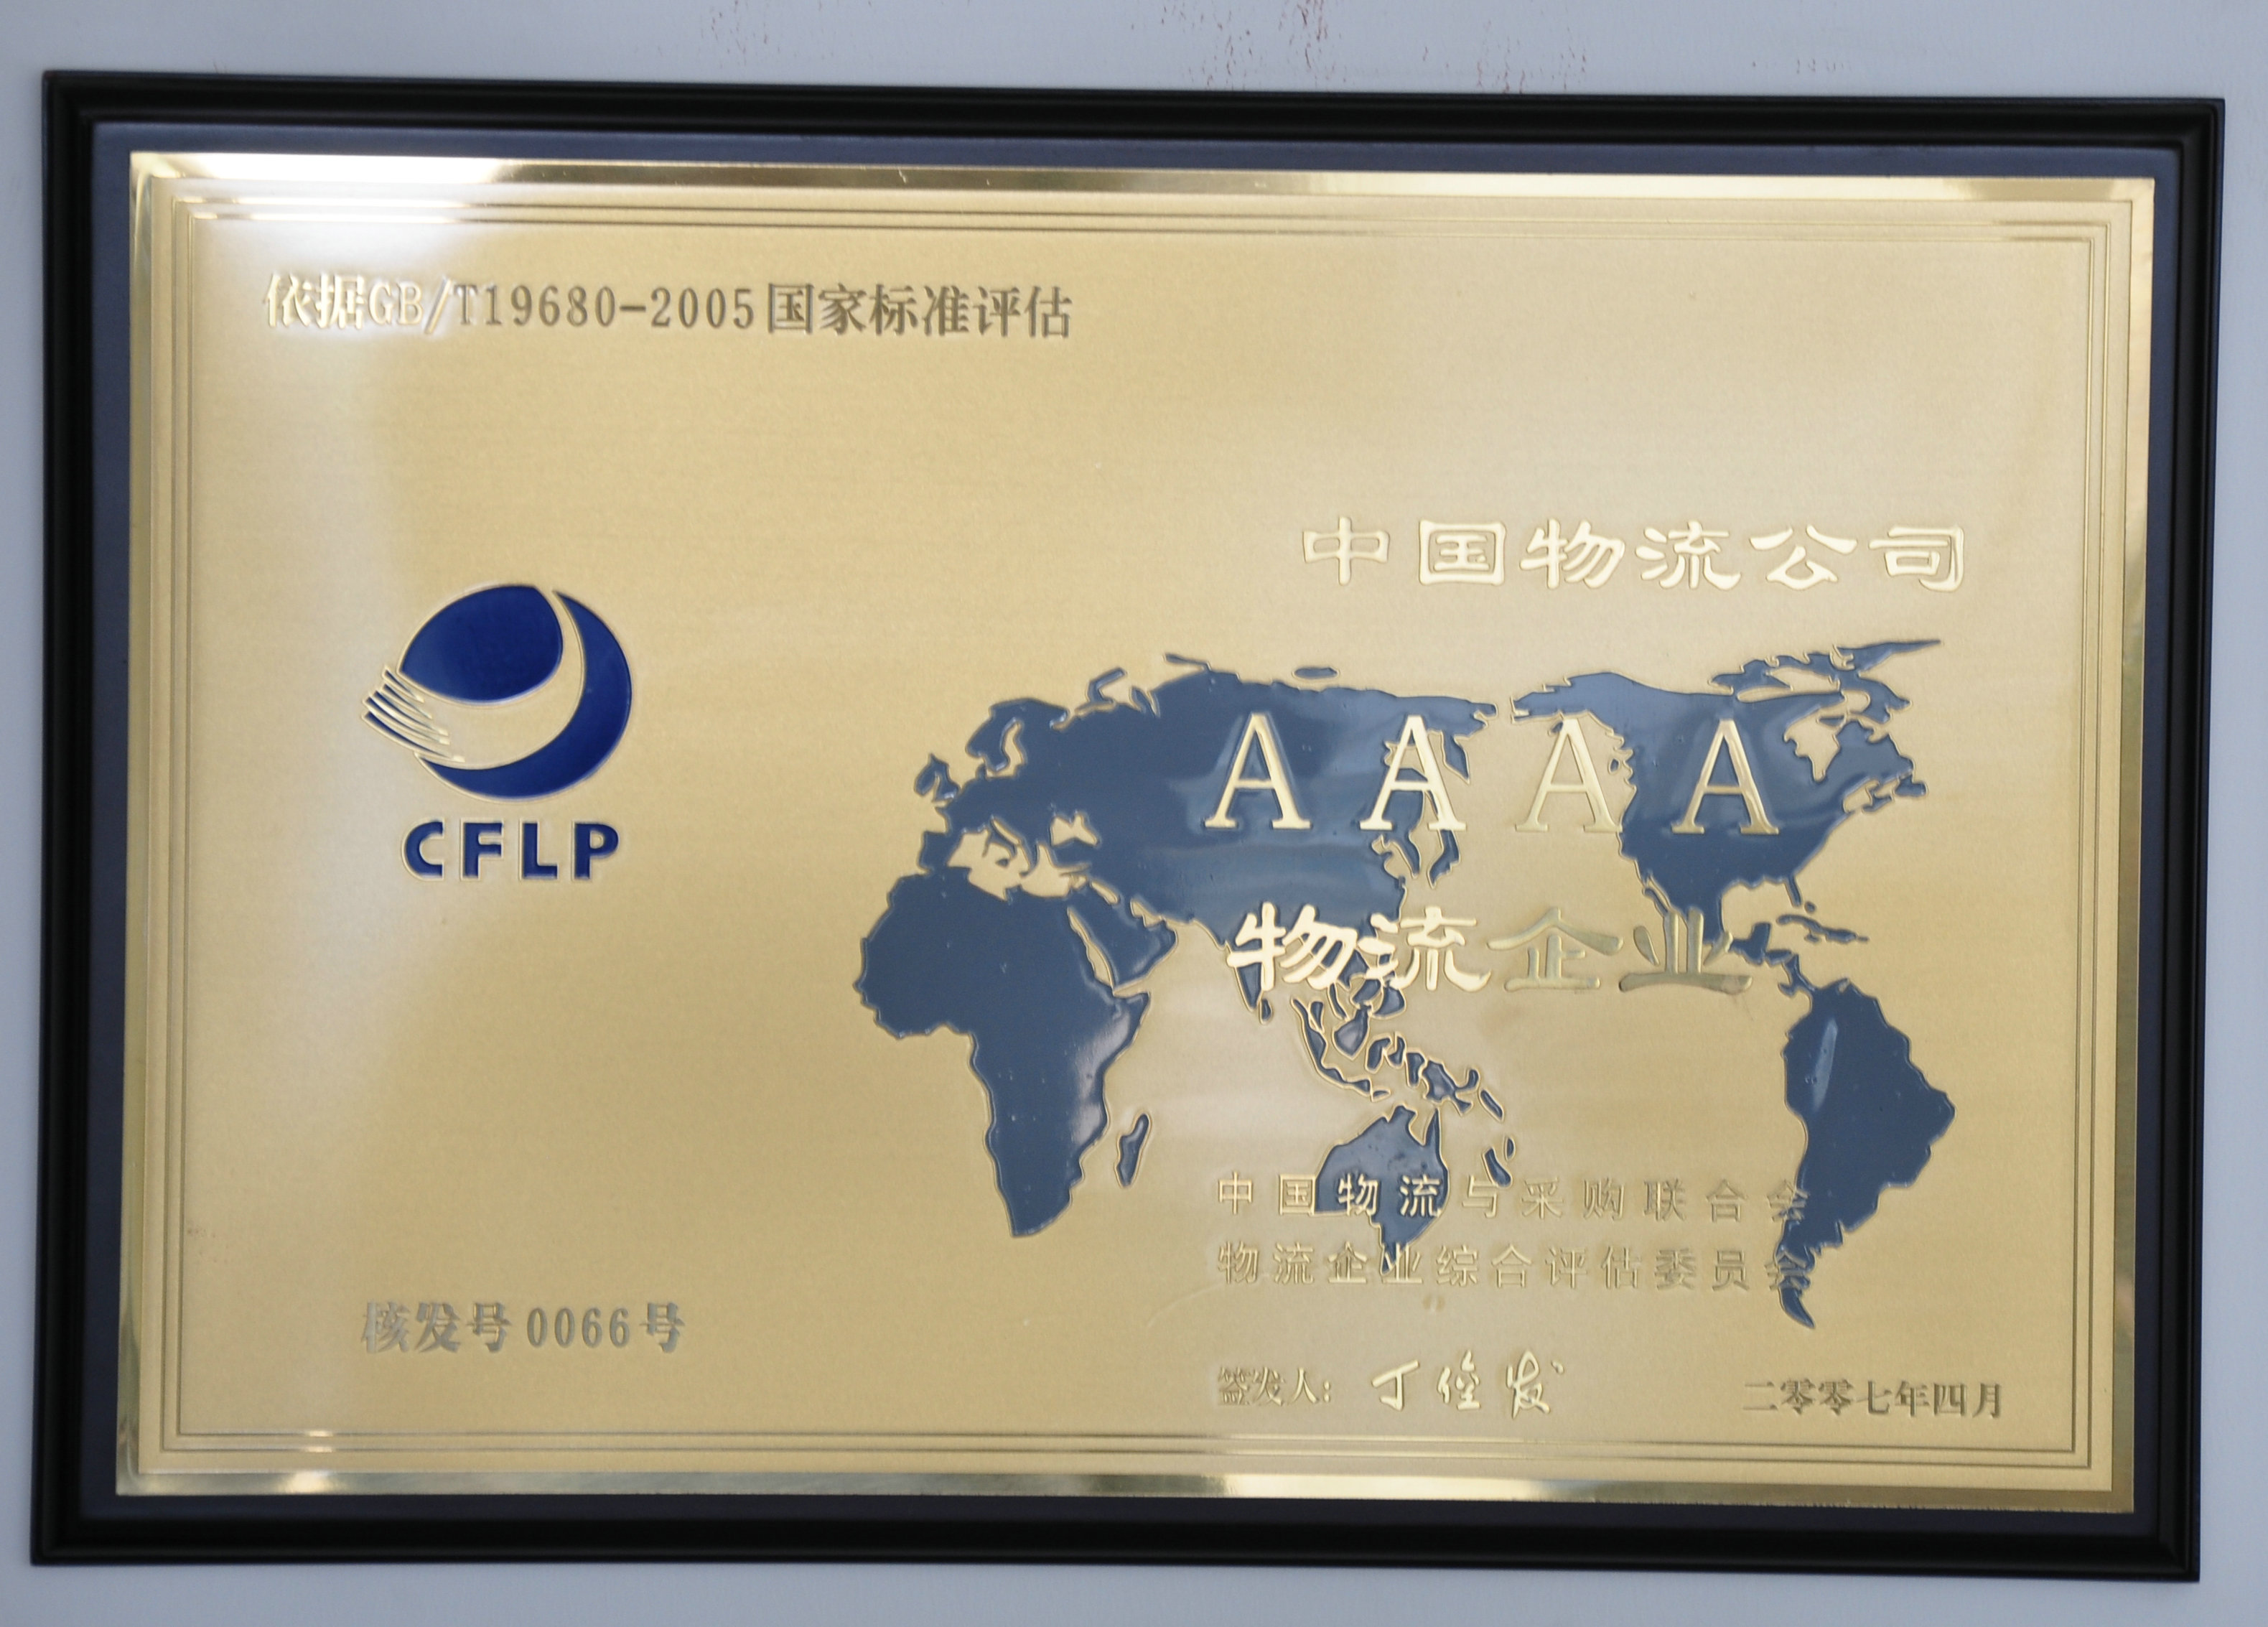 依据GB/T19680-2005国家标准评估
中国物流公司
CFLP
AAAA
物流企业
中国物流与采购联合会
物流企业综合评估委员会
核发号0066号
签发人：丁俊发
二零零七年四月